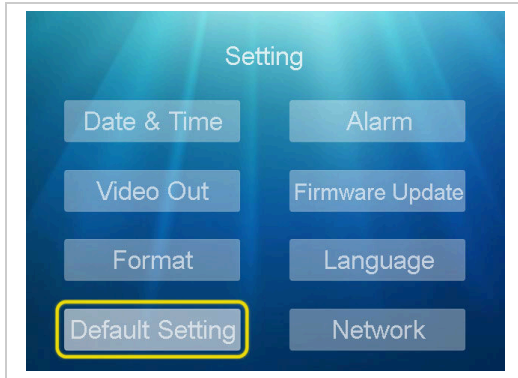 Setting
Date & Time
Alarm
Video Out
Firmware Update
Format
Language
Default Setting
Network